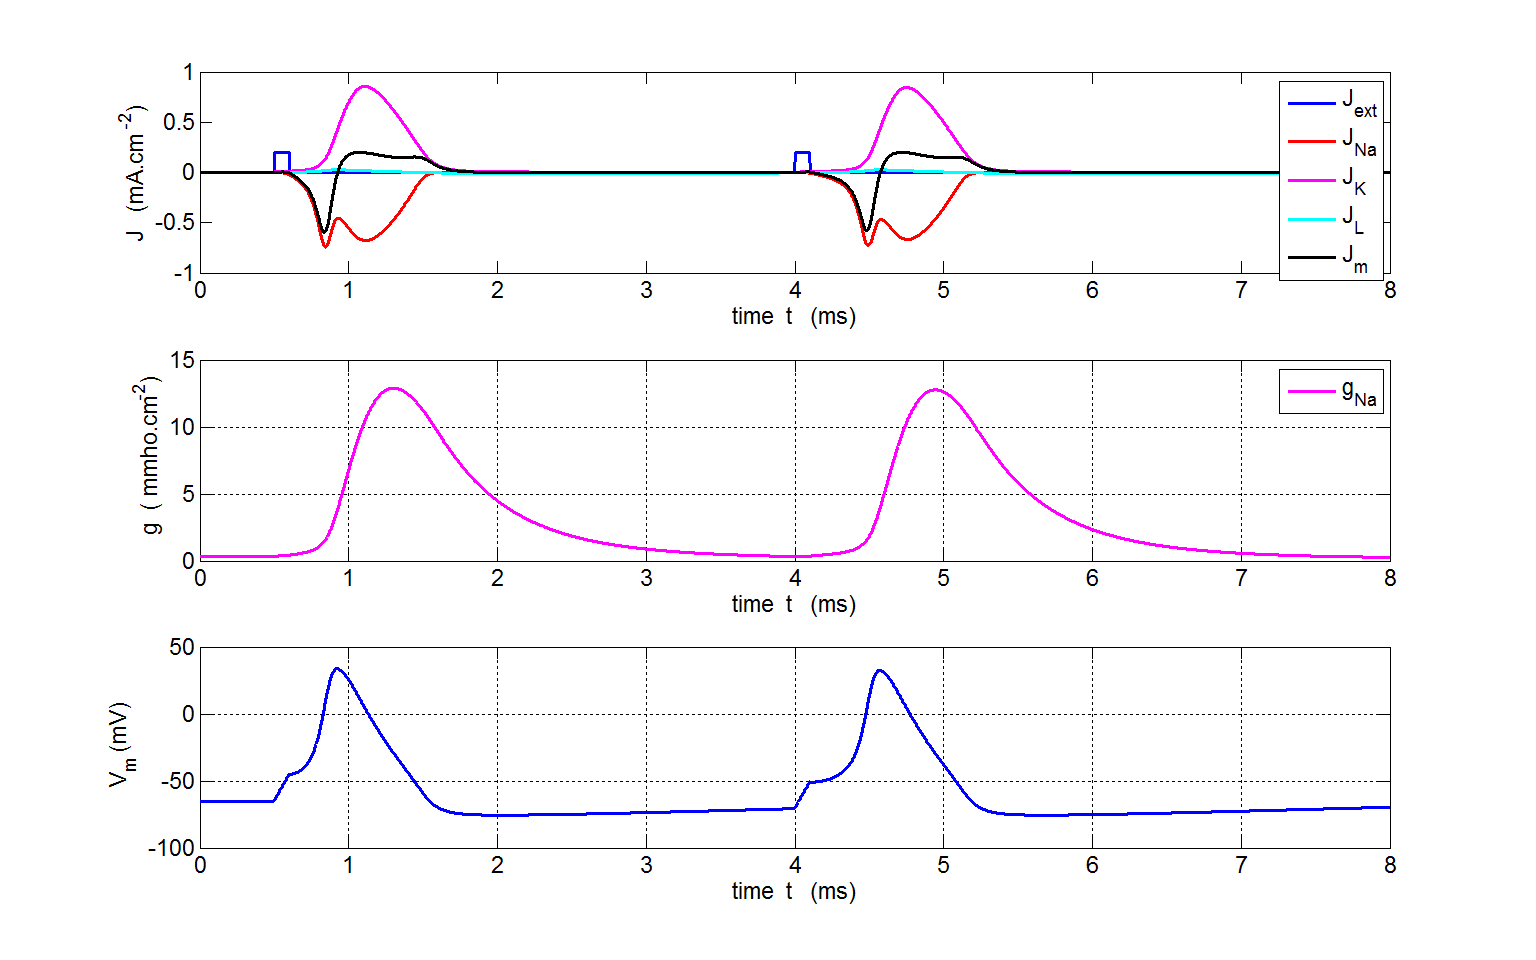 1
0.5
0
-0.5
-1
J (mA.cm-2)
0 1 2 3 4 5 6 7 8
time t (ms)
Jext
JNa
JK
JL
Jm
15
10
5
0
g ( mmho.cm-2)
0 1 2 3 4 5 6 7 8
time t (ms)
gNa
50
0
-50
-100
Vm (mV)
0 1 2 3 4 5 6 7 8
time t (ms)